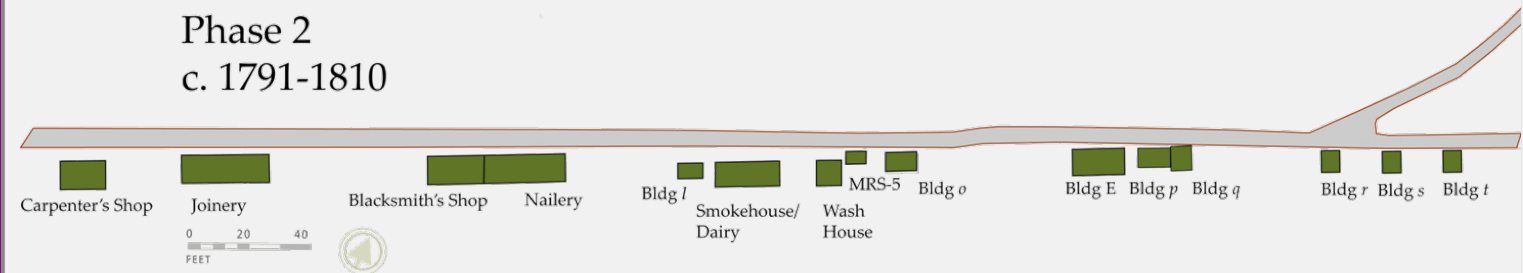 Phase 2
c. 1791-1810
Carpenter's Shop
Joinery
Blacksmith's Shop
Nailery
Bldg l
Smokehouse/
Dairy
Wash
House
MRS-5
Bldg o
Bldg E
Bldg p
Bldg q
Bldg r
Bldg s
Bldg t
0 20 40
FEET